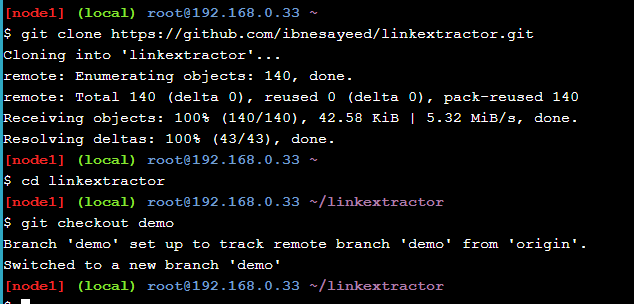 [node1] (local) root@192.168.0.33 ~
$ git clone https://github.com/ibnesayeed/linkextractor.git
Cloning into 'linkextractor'...
remote: Enumerating objects: 140, done.
remote: Total 140 (delta 0), reused 0 (delta 0), pack-reused 140
Receiving objects: 100% (140/140), 42.58 KiB | 5.32 MiB/s, done.
Resolving deltas: 100% (43/43), done.
[node1] (local) root@192.168.0.33 ~
$ cd linkextractor
[node1] (local) root@192.168.0.33 ~/linkextractor
$ git checkout demo
Branch 'demo' set up to track remote branch 'demo' from 'origin'.
Switched to a new branch 'demo'
[node1] (local) root@192.168.0.33 ~/linkextractor
$